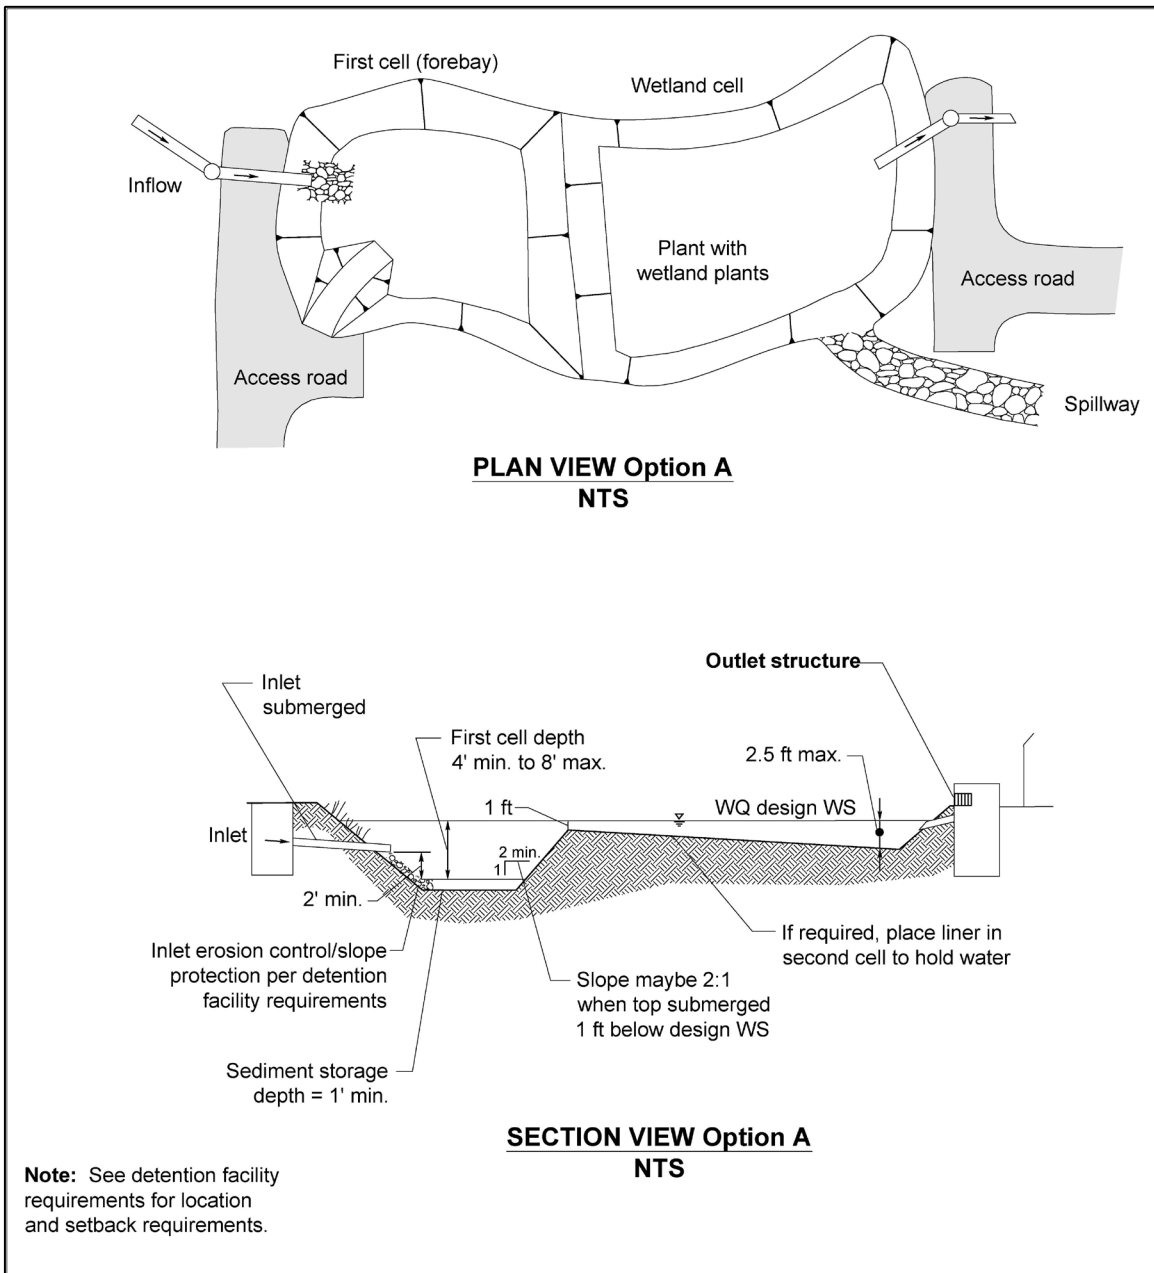 First cell (forebay)
Wetland cell
Inflow
Plant with
wetland plants
Access road
Access road
Spillway
PLAN VIEW Option A
NTS
Outlet structure
Inlet
submerged
First cell depth
4' min. to 8' max.
2.5 ft max.
1 ft
WQ design WS
Inlet
2 min.
1
2' min.
If required, place liner in
second cell to hold water
Inlet erosion control/slope
protection per detention
facility requirements
Slope maybe 2:1
when top submerged
1 ft below design WS
Sediment storage
depth = 1' min.
SECTION VIEW Option A
NTS
Note: See detention facility
requirements for location
and setback requirements.